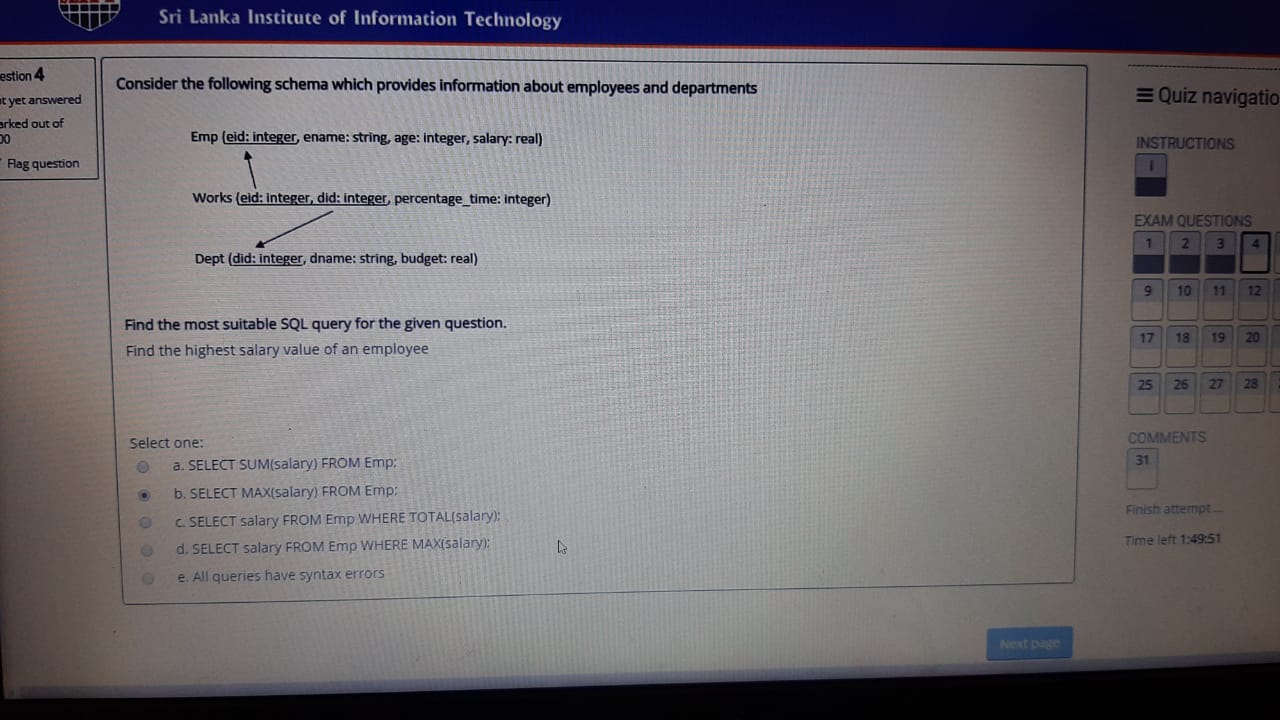 Sri Lanka Institute of Information Technology
estion 4
t yet answered
arked out of
00
Flag question
Consider the following schema which provides information about employees and departments
Emp (eid: integer, ename: string, age: integer, salary: real)
Works (eid: integer, did: integer, percentage_time: integer)
Dept (did: integer, dname: string, budget: real)
Find the most suitable SQL query for the given question.
Find the highest salary value of an employee
Select one:
a. SELECT SUM(salary) FROM Emp;
b. SELECT MAX(salary) FROM Emp;
c. SELECT salary FROM Emp WHERE TOTAL(salary);
d. SELECT salary FROM Emp WHERE MAX(salary);
e. All queries have syntax errors
Next page
Quiz navigatio
INSTRUCTIONS
i
EXAM QUESTIONS
1 2 3 4
9 10 11 12
17 18 19 20
25 26 27 28
COMMENTS
31
Finish attempt ...
Time left 1:49:51